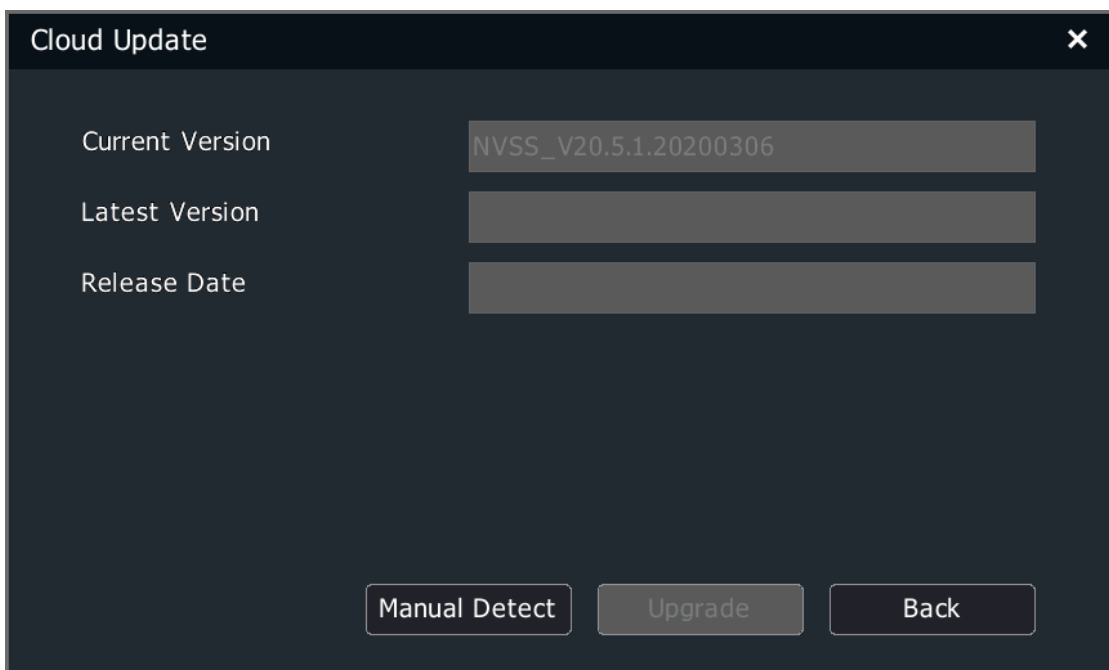 Cloud Update
Current Version NVSS_V20.5.1.20200306
Latest Version
Release Date
Manual Detect Upgrade Back